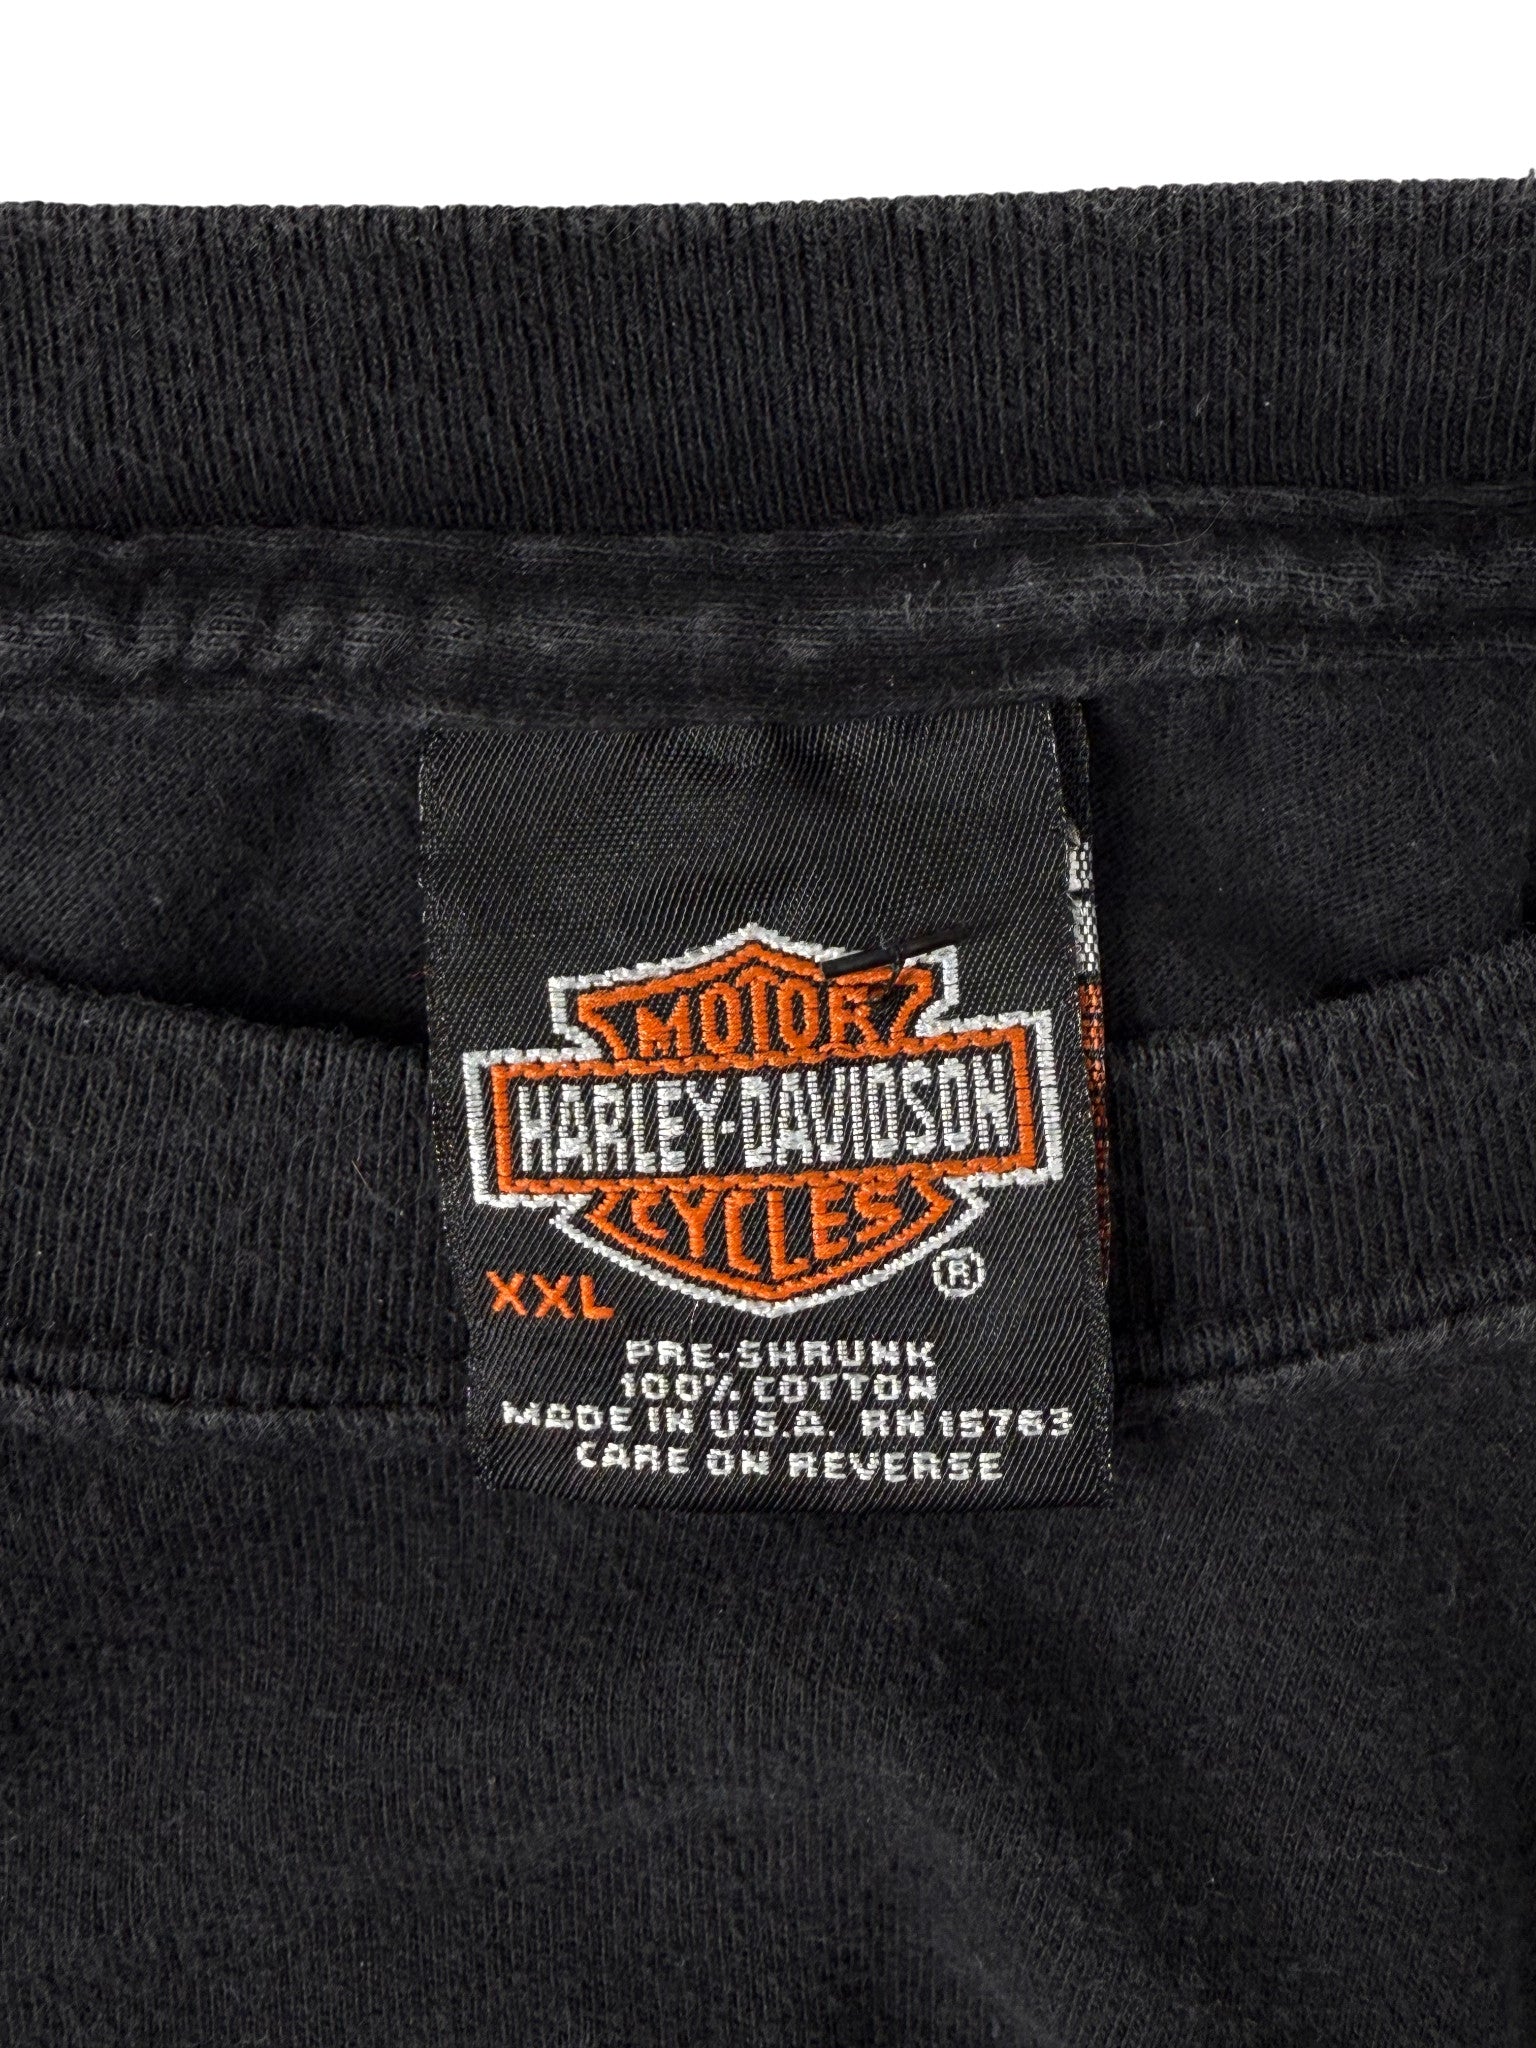 MOTOR
HARLEY-DAVIDSON
CYCLES
®
XXL
PRE-SHRUNK
100% COTTON
MADE IN U.S.A. RN 15763
CARE ON REVERSE